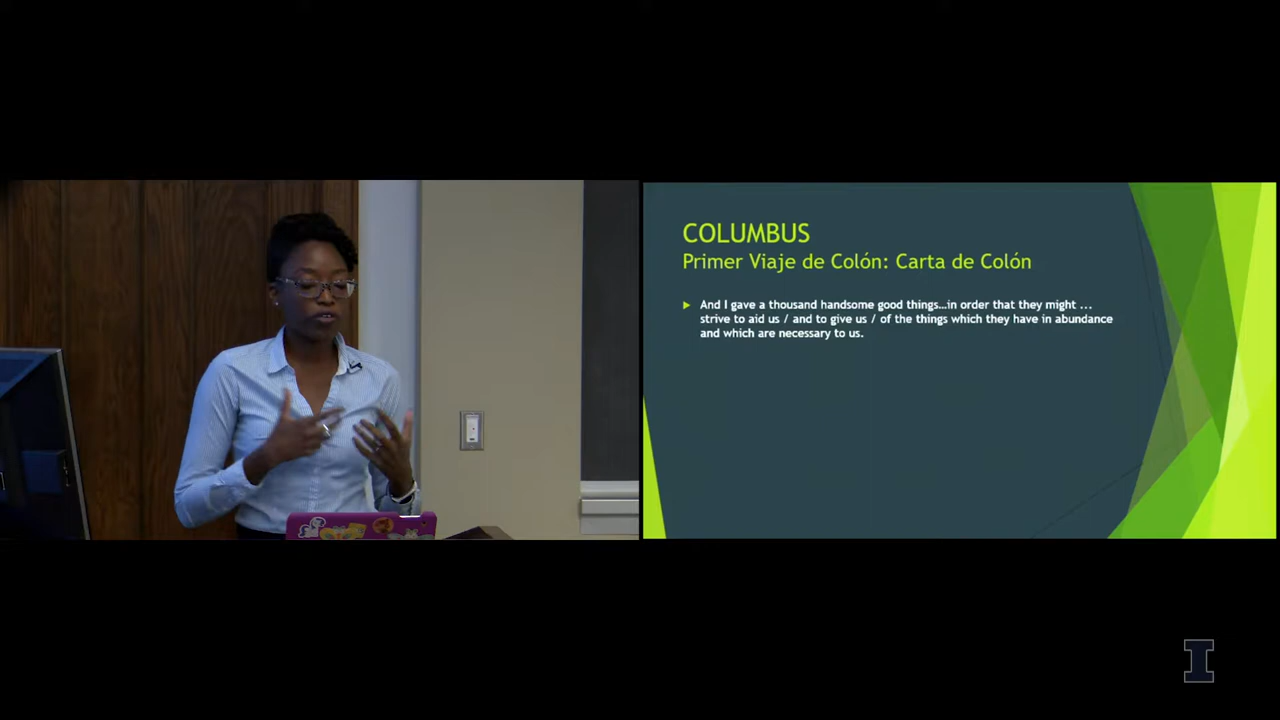 COLUMBUS
Primer Viaje de Colón: Carta de Colón
And I gave a thousand handsome good things...in order that they might ...
strive to aid us / and to give us / of the things which they have in abundance
and which are necessary to us.
I